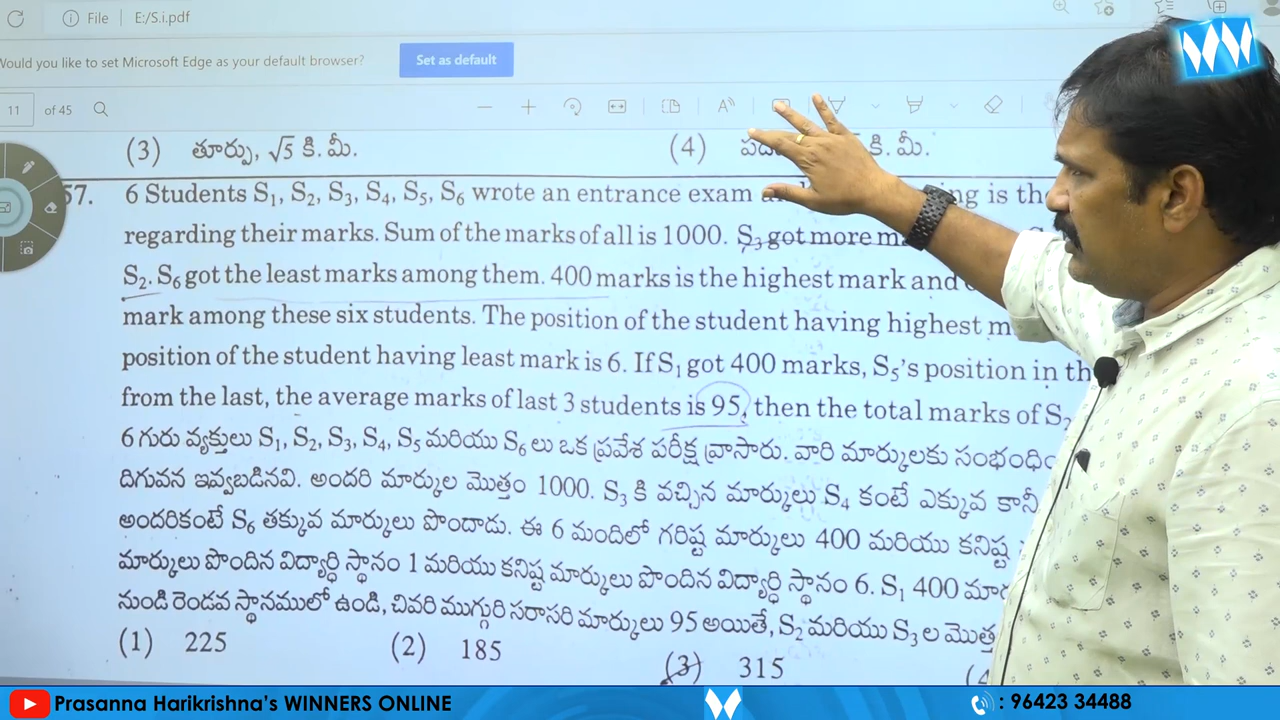 File E:/S.i.pdf
Would you like to set Microsoft Edge as your default browser? Set as default
11 of 45
(3) తూర్పు, √5 కి.మీ. (4) కి.మీ.
57. 6 Students S1, S2, S3, S4, S5, S6 wrote an entrance exam is the
regarding their marks. Sum of the marks of all is 1000. S3 got more
S2. S6 got the least marks among them. 400 marks is the highest mark and
mark among these six students. The position of the student having highest
position of the student having least mark is 6. If S1 got 400 marks, S5's position in
from the last, the average marks of last 3 students is 95, then the total marks of S2
6 గురు వ్యక్తులు S1, S2, S3, S4, S5 మరియు S6 లు ఒక ప్రవేశ పరీక్ష వ్రాసారు. వారి మార్కులకు
దిగువన ఇవ్వబడినవి. అందరి మార్కుల మొత్తం 1000. S3 కి వచ్చిన మార్కులు S4 కంటే ఎక్కువ కానీ
అందరికంటే S6 తక్కువ మార్కులు పొందాడు. ఈ 6 మందిలో గరిష్ట మార్కులు 400 మరియు కనిష్ట
మార్కులు పొందిన విద్యార్థి స్థానం 1 మరియు కనిష్ట మార్కులు పొందిన విద్యార్థి స్థానం 6. S1 400
నుండి రెండవ స్థానములో ఉండి, చివరి ముగ్గురి సరాసరి మార్కులు 95 అయితే, S2 మరియు S3 ల
(1) 225 (2) 185 (3) 315
Prasanna Harikrishna's WINNERS ONLINE : 96423 34488